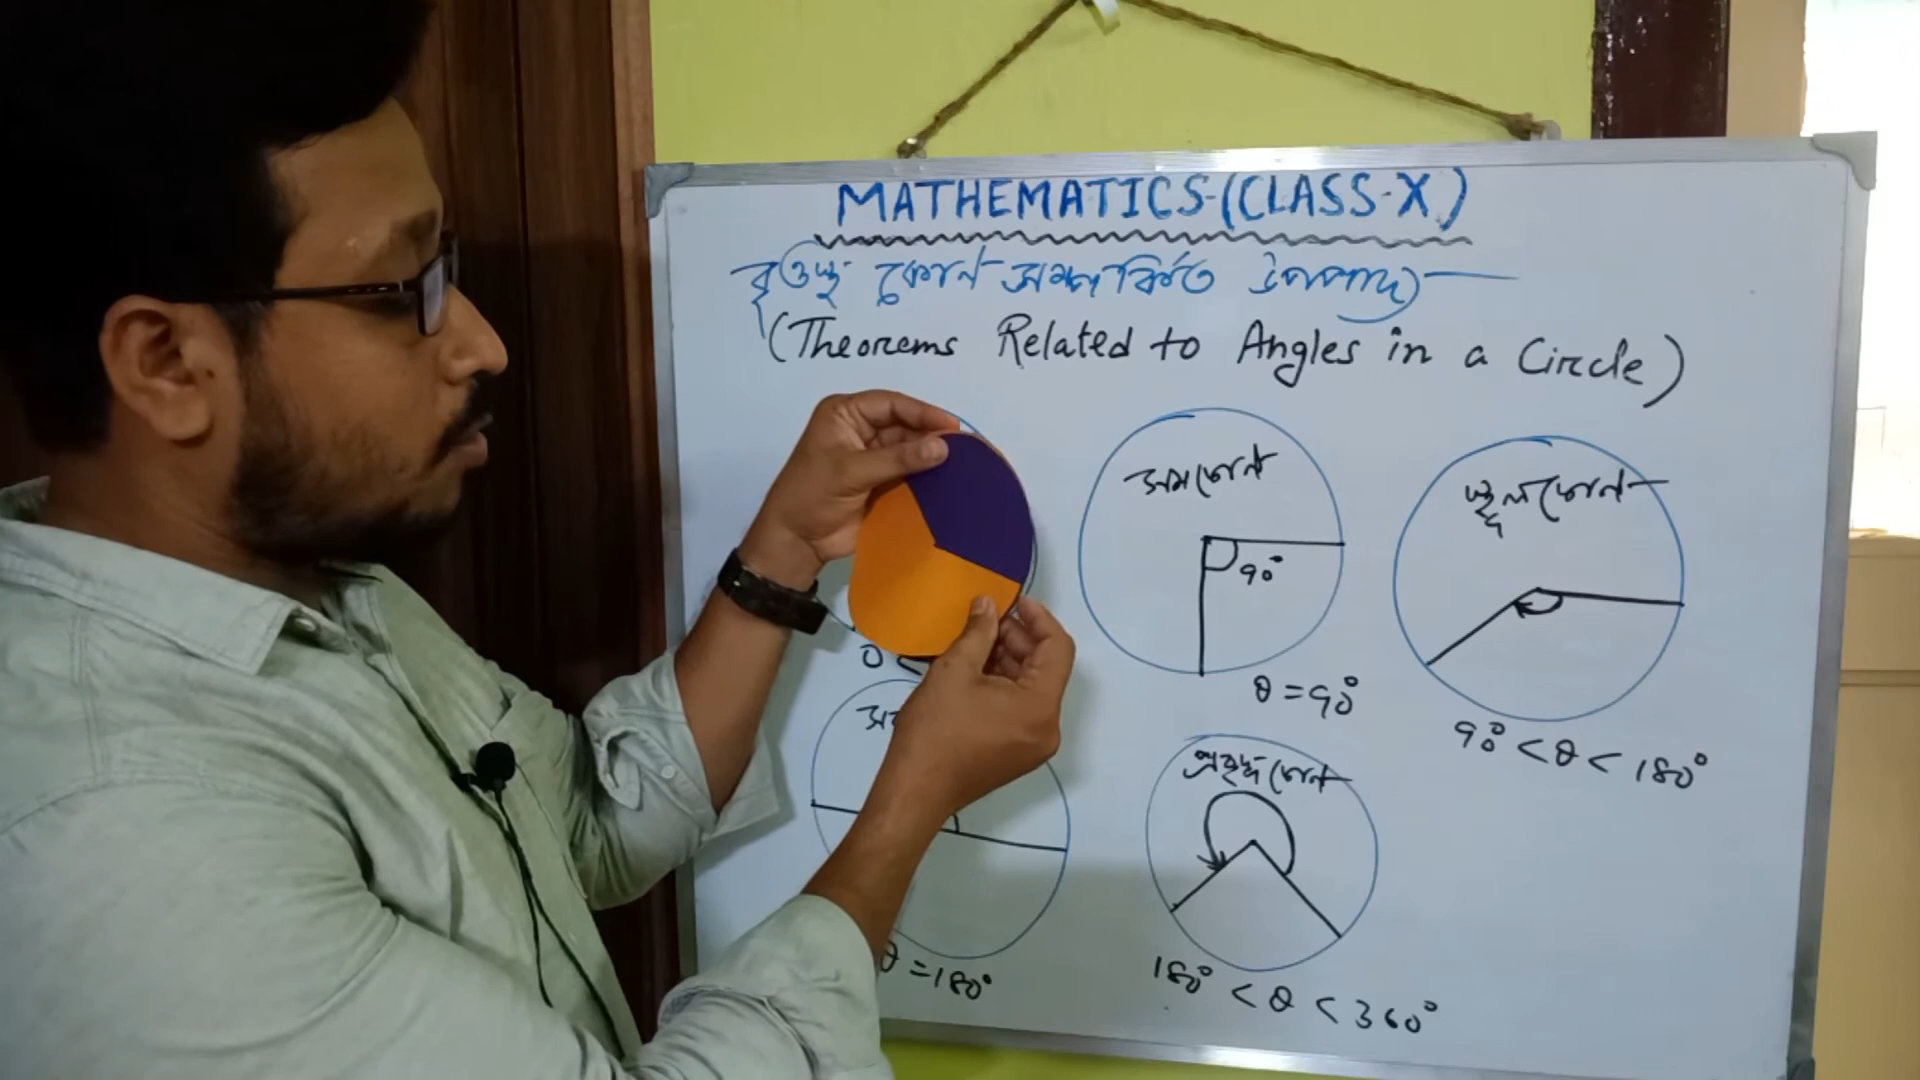 MATHEMATICS-(CLASS-X)
বৃত্তস্থ কোণ সম্পর্কিত উপপাদ্য
(Theorems Related to Angles in a Circle)
সমকোণ
90°
θ = 90°
স্থূলকোণ
90° < θ < 180°
θ = 180°
প্রবৃদ্ধ কোণ
180° < θ < 360°